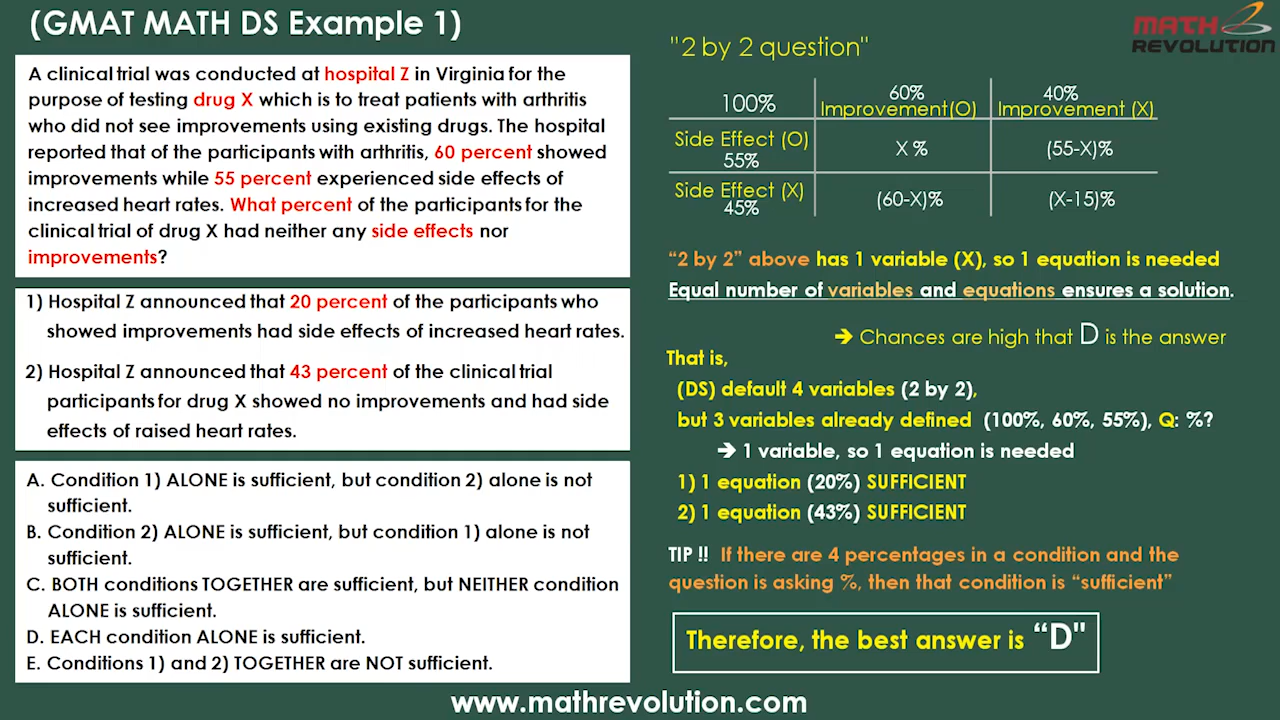 (GMAT MATH DS Example 1)
A clinical trial was conducted at hospital Z in Virginia for the
purpose of testing drug X which is to treat patients with arthritis
who did not see improvements using existing drugs. The hospital
reported that of the participants with arthritis, 60 percent showed
improvements while 55 percent experienced side effects of
increased heart rates. What percent of the participants for the
clinical trial of drug X had neither any side effects nor
improvements?
1) Hospital Z announced that 20 percent of the participants who
showed improvements had side effects of increased heart rates.
2) Hospital Z announced that 43 percent of the clinical trial
participants for drug X showed no improvements and had side
effects of raised heart rates.
A. Condition 1) ALONE is sufficient, but condition 2) alone is not
sufficient.
B. Condition 2) ALONE is sufficient, but condition 1) alone is not
sufficient.
C. BOTH conditions TOGETHER are sufficient, but NEITHER condition
ALONE is sufficient.
D. EACH condition ALONE is sufficient.
E. Conditions 1) and 2) TOGETHER are NOT sufficient.
MATH
REVOLUTION
"2 by 2 question"
100% 60% 40%
Improvement(O) Improvement (X)
Side Effect (O)
55% X % (55-X)%
Side Effect (X)
45% (60-X)% (X-15)%
"2 by 2" above has 1 variable (X), so 1 equation is needed
Equal number of variables and equations ensures a solution.
➔ Chances are high that D is the answer
That is,
(DS) default 4 variables (2 by 2),
but 3 variables already defined (100%, 60%, 55%), Q: %?
➔ 1 variable, so 1 equation is needed
1) 1 equation (20%) SUFFICIENT
2) 1 equation (43%) SUFFICIENT
TIP !! If there are 4 percentages in a condition and the
question is asking %, then that condition is "sufficient"
Therefore, the best answer is "D"
www.mathrevolution.com